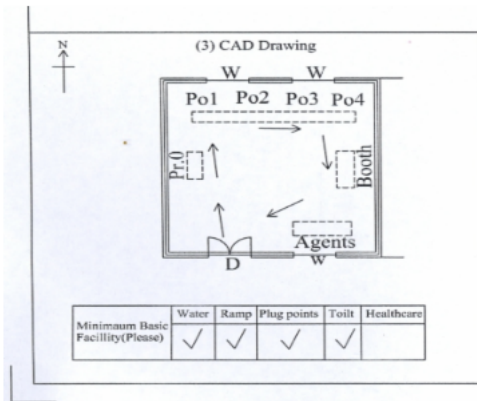 N
(3) CAD Drawing
W W
Po1 Po2 Po3 Po4
Pr.0
Booth
Agents
D w
Water Ramp Plug points Toilt Healthcare
Minimaum Basic
Facillity(Please)